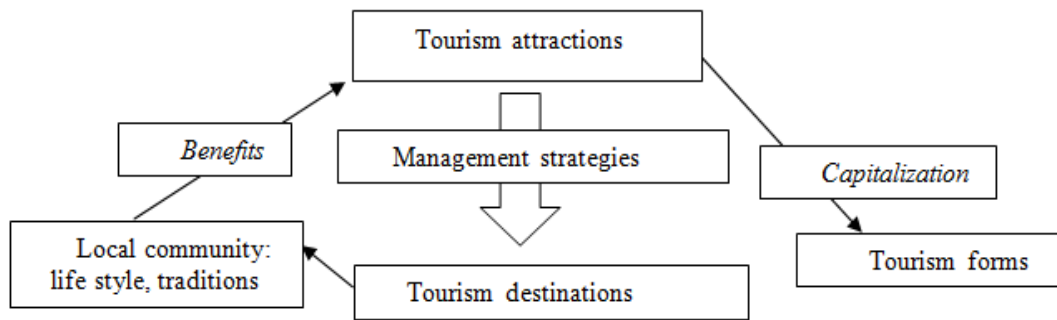 Tourism attractions
Benefits
Management strategies
Capitalization
Local community:
life style, traditions
Tourism forms
Tourism destinations